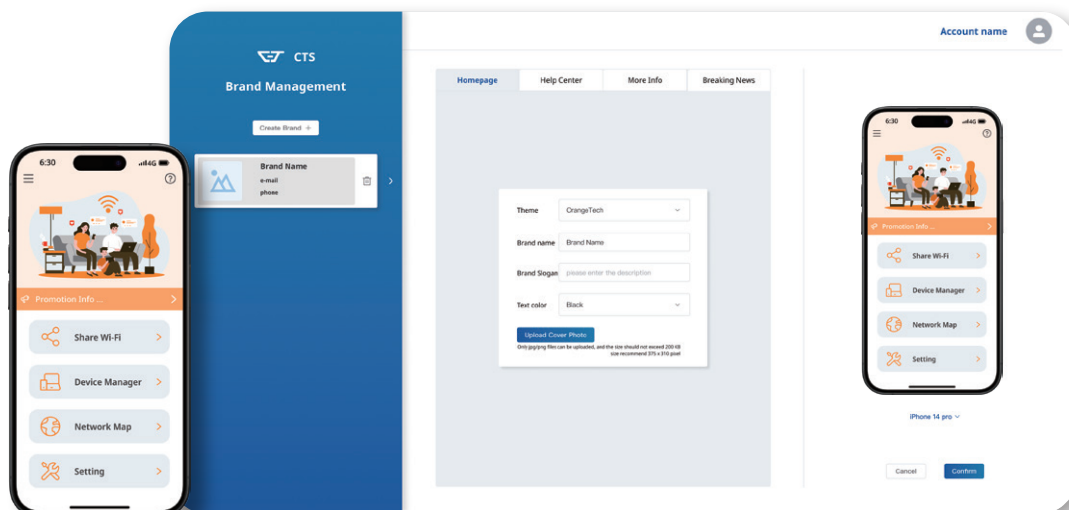 6:30
4G
Promotion Info ...
Share Wi-Fi
Device Manager
Network Map
Setting
CTS
Brand Management
Create Brand +
Brand Name
e-mail
phone
Account name
Homepage
Help Center
More Info
Breaking News
Theme
OrangeTech
Brand name
Brand Name
Brand Slogan
please enter the description
Text color
Black
Upload Cover Photo
Only jpg/png files can be uploaded, and the size should not exceed 200 KB
size recommend 375 x 310 pixel
6:30
4G
Promotion Info ...
Share Wi-Fi
Device Manager
Network Map
Setting
iPhone 14 pro
Cancel
Confirm